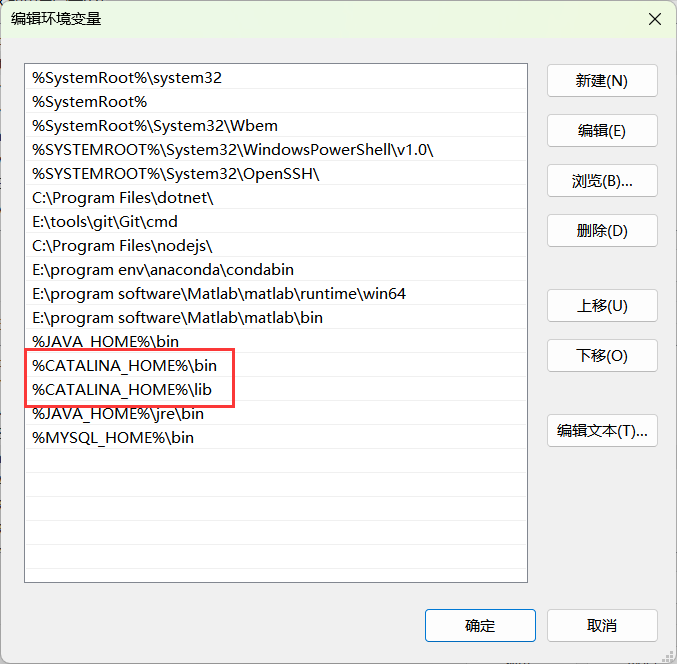 编辑环境变量
%SystemRoot%\system32
%SystemRoot%
%SystemRoot%\System32\Wbem
%SYSTEMROOT%\System32\WindowsPowerShell\v1.0\
%SYSTEMROOT%\System32\OpenSSH\
C:\Program Files\dotnet\
E:\tools\git\Git\cmd
C:\Program Files\nodejs\
E:\program env\anaconda\condabin
E:\program software\Matlab\matlab\runtime\win64
E:\program software\Matlab\matlab\bin
%JAVA_HOME%\bin
%CATALINA_HOME%\bin
%CATALINA_HOME%\lib
%JAVA_HOME%\jre\bin
%MYSQL_HOME%\bin
新建(N)
编辑(E)
浏览(B)...
删除(D)
上移(U)
下移(O)
编辑文本(T)...
确定
取消